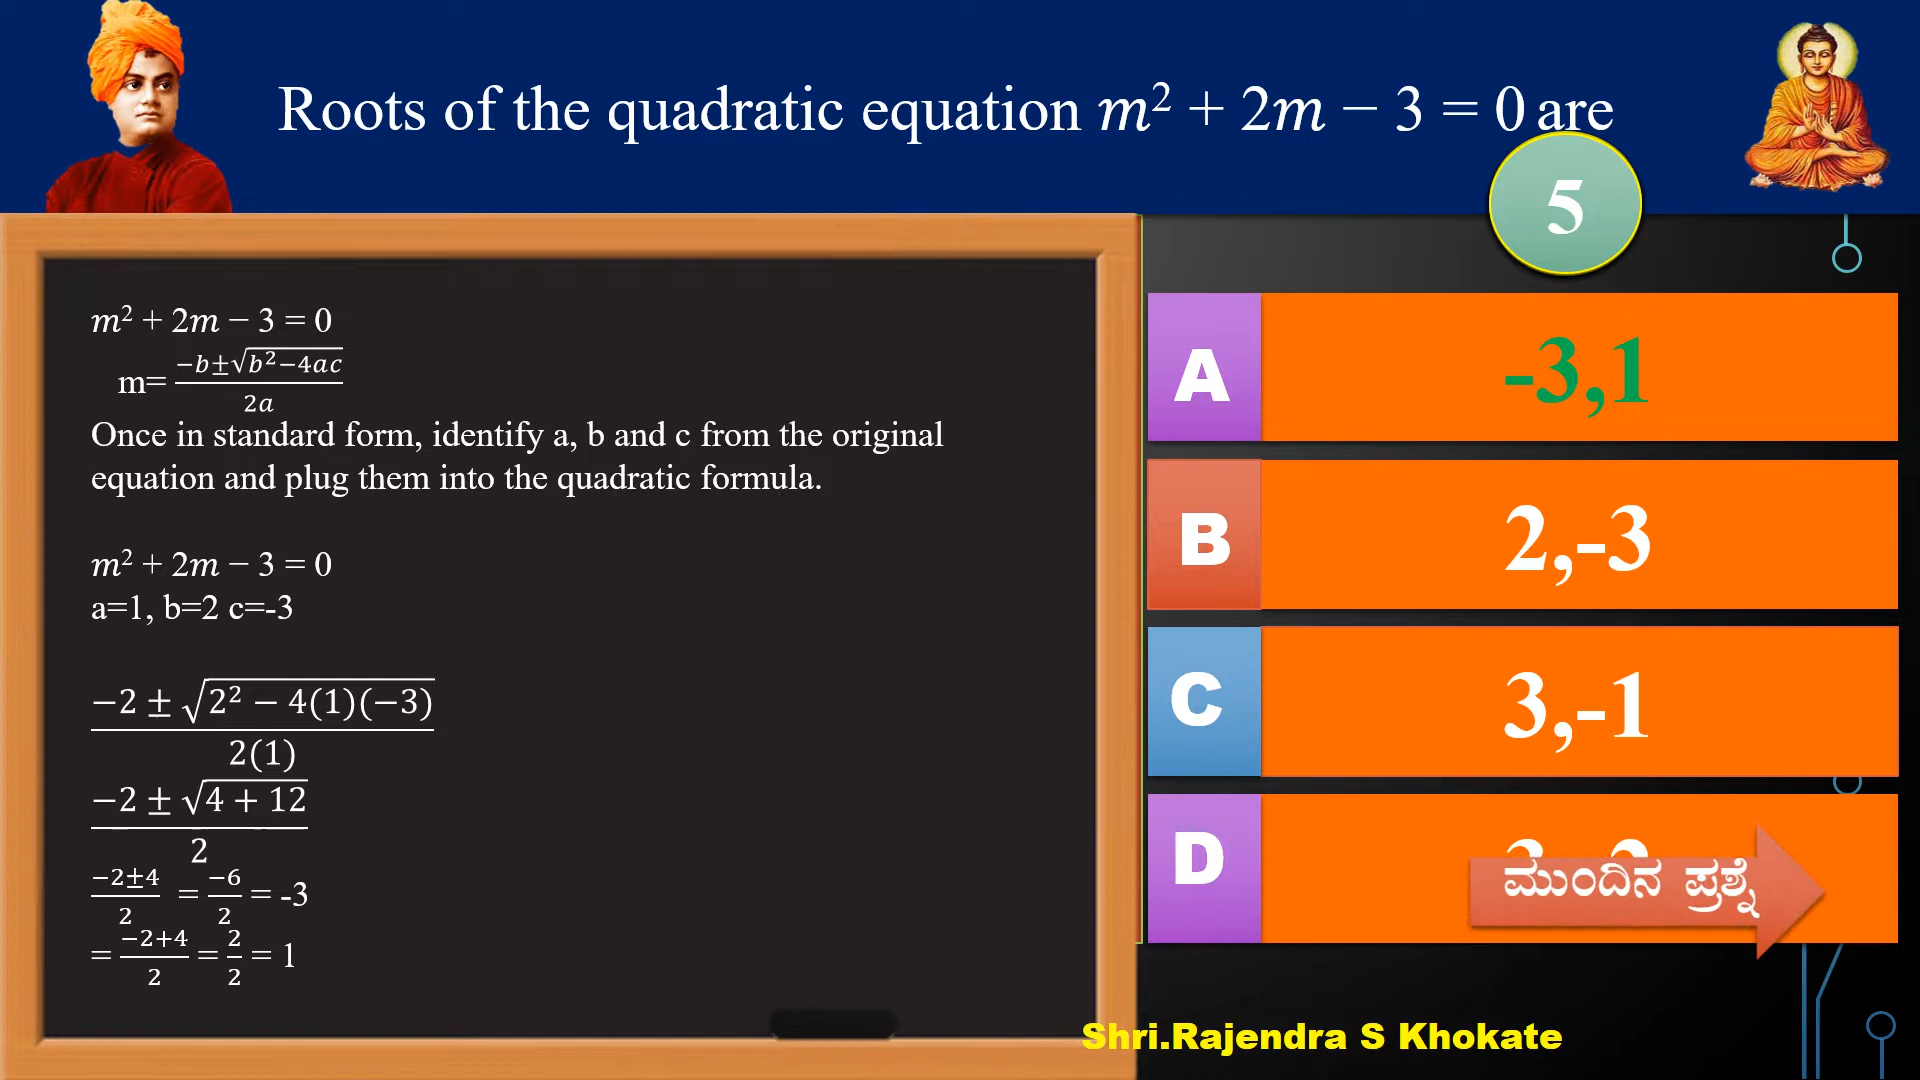 Roots of the quadratic equation m² + 2m − 3 = 0 are
5
m² + 2m − 3 = 0
m= (−b±√(b²−4ac))/(2a)
Once in standard form, identify a, b and c from the original
equation and plug them into the quadratic formula.
m² + 2m − 3 = 0
a=1, b=2 c=-3
(−2 ± √(2² − 4(1)(−3)))/(2(1))
(−2 ± √(4 + 12))/2
(−2±4)/2 = (−6)/2 = -3
= (−2+4)/2 = 2/2 = 1
A -3,1
B 2,-3
C 3,-1
D
ಮುಂದಿನ ಪ್ರಶ್ನೆ
Shri.Rajendra S Khokate